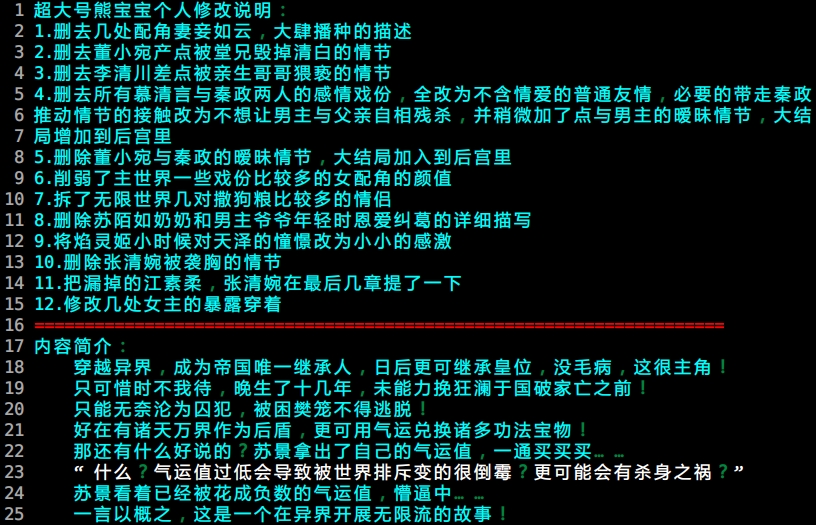 1 超大号熊宝宝个人修改说明：
2 1.删去几处配角妻妾如云，大肆播种的描述
3 2.删去董小宛产点被堂兄毁掉清白的情节
4 3.删去李清川差点被亲生哥哥猥亵的情节
5 4.删去所有慕清言与秦政两人的感情戏份，全改为不含情爱的普通友情，必要的带走秦政
6 推动情节的接触改为不想让男主与父亲自相残杀，并稍微加了点与男主的暧昧情节，大结
7 局增加到后宫里
8 5.删除董小宛与秦政的暧昧情节，大结局加入到后宫里
9 6.削弱了主世界一些戏份比较多的女配角的颜值
10 7.拆了无限世界几对撒狗粮比较多的情侣
11 8.删除苏陌如奶奶和男主爷爷年轻时恩爱纠葛的详细描写
12 9.将焰灵姬小时候对天泽的憧憬改为小小的感激
13 10.删除张清婉被袭胸的情节
14 11.把漏掉的江素柔，张清婉在最后几章提了一下
15 12.修改几处女主的暴露穿着
16 =====================================================================
17 内容简介：
18 穿越异界，成为帝国唯一继承人，日后更可继承皇位，没毛病，这很主角！
19 只可惜时不我待，晚生了十几年，未能力挽狂澜于国破家亡之前！
20 只能无奈沦为囚犯，被困樊笼不得逃脱！
21 好在有诸天万界作为后盾，更可用气运兑换诸多功法宝物！
22 那还有什么好说的？苏景拿出了自己的气运值，一通买买买……
23 “什么？气运值过低会导致被世界排斥变的很倒霉？更可能会有杀身之祸？”
24 苏景看着已经被花成负数的气运值，懵逼中……
25 一言以概之，这是一个在异界开展无限流的故事！